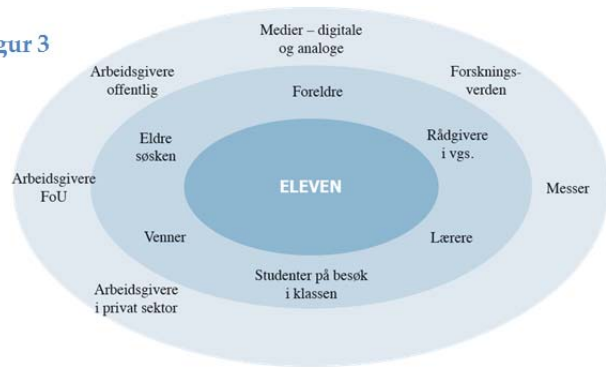 gur 3
Medier – digitale
og analoge
Arbeidsgivere
offentlig
Forsknings-
verden
Foreldre
Eldre
søsken
Rådgivere
i vgs.
Arbeidsgivere
FoU
ELEVEN
Messer
Venner
Lærere
Studenter på besøk
i klassen
Arbeidsgivere
i privat sektor